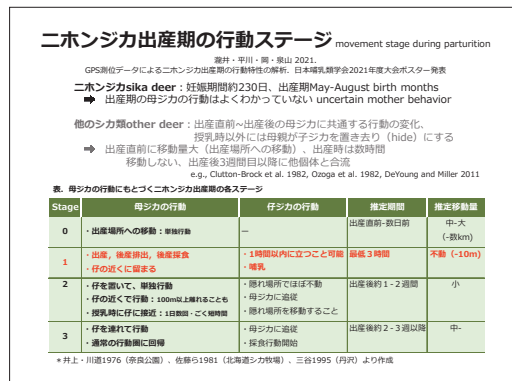 ニホンジカ出産期の行動ステージ movement stage during parturition
瀧井・平川・岡・泉山 2021.
GPS測位データによるニホンジカ出産期の行動特性の解析. 日本哺乳類学会2021年度大会ポスター発表
ニホンジカsika deer：妊娠期間約230日、出産期May-August birth months
➡ 出産期の母ジカの行動はよくわかっていない uncertain mother behavior
他のシカ類other deer：出産直前~出産後の母ジカに共通する行動の変化、
授乳時以外には母親が子ジカを置き去り（hide）にする
➡ 出産直前に移動量大（出産場所への移動）、出産時は数時間
移動しない、出産後3週間目以降に他個体と合流
e.g., Clutton-Brock et al. 1982, Ozoga et al. 1982, DeYoung and Miller 2011
表．母ジカの行動にもとづくニホンジカ出産期の各ステージ
Stage 母ジカの行動 仔ジカの行動 推定期間 推定移動量
0 ・出産場所への移動：単独行動 ― 出産直前-数日前 中-大
(-数km)
1 ・出産，後産排出，後産採食 ・1時間以内に立つこと可能 最低３時間 不動（-10m）
・仔の近くに留まる ・哺乳
2 ・仔を置いて、単独行動 ・隠れ場所でほぼ不動 出産後約１-２週間 小
・仔の近くで行動：100m以上離れることも ・母ジカに追従
・授乳時に仔に接近：1日数回・ごく短時間 ・隠れ場所を移動すること
3 ・仔を連れて行動 ・母ジカに追従 出産後約２-３週以降 中-
・通常の行動圏に回帰 ・採食行動開始
＊井上・川道1976（奈良公園）、佐藤ら1981（北海道シカ牧場）、三谷1995（丹沢）より作成